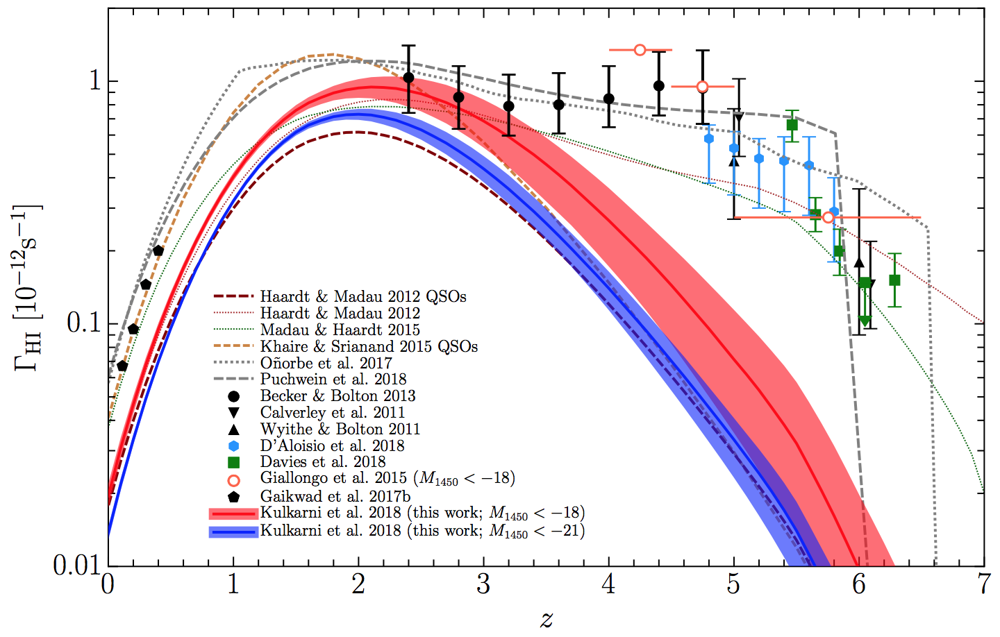 ΓHI [10−12s−1]
1
0.1
0.01
Haardt & Madau 2012 QSOs
Haardt & Madau 2012
Madau & Haardt 2015
Khaire & Srianand 2015 QSOs
Oñorbe et al. 2017
Puchwein et al. 2018
Becker & Bolton 2013
Calverley et al. 2011
Wyithe & Bolton 2011
D'Aloisio et al. 2018
Davies et al. 2018
Giallongo et al. 2015 (M1450 < −18)
Gaikwad et al. 2017b
Kulkarni et al. 2018 (this work; M1450 < −18)
Kulkarni et al. 2018 (this work; M1450 < −21)
0 1 2 3 4 5 6 7
z